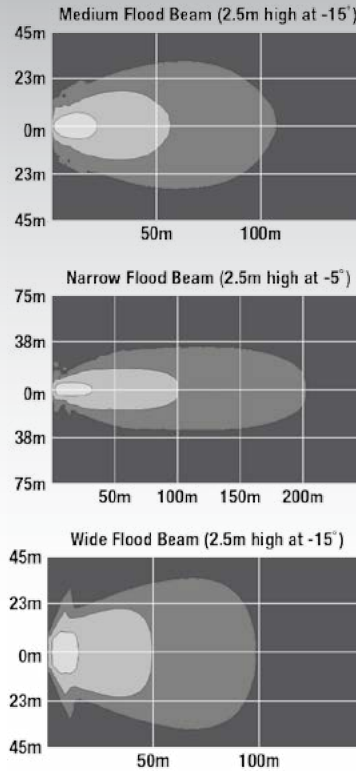 Medium Flood Beam (2.5m high at -15°)
45m
23m
0m
23m
45m
50m 100m
Narrow Flood Beam (2.5m high at -5°)
75m
38m
0m
38m
75m
50m 100m 150m 200m
Wide Flood Beam (2.5m high at -15°)
45m
23m
0m
23m
45m
50m 100m